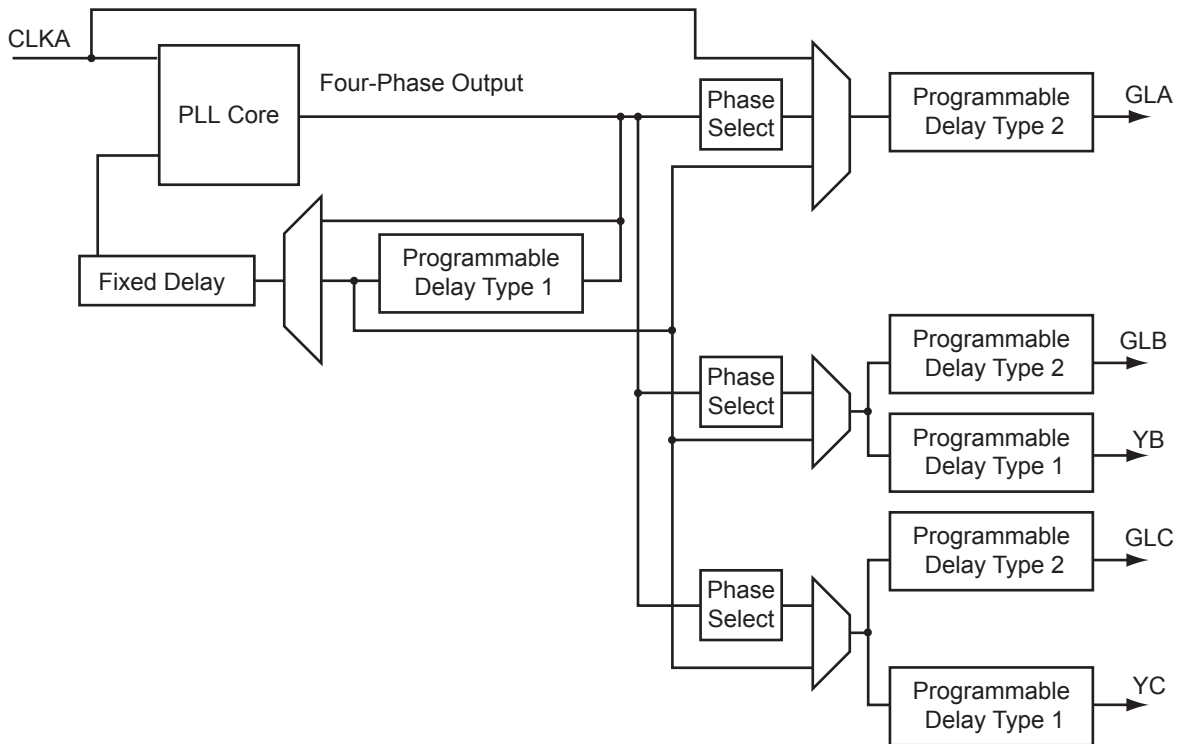 CLKA
PLL Core
Four-Phase Output
Phase
Select
Programmable
Delay Type 2
GLA
Fixed Delay
Programmable
Delay Type 1
Phase
Select
Programmable
Delay Type 2
GLB
Programmable
Delay Type 1
YB
Phase
Select
Programmable
Delay Type 2
GLC
Programmable
Delay Type 1
YC